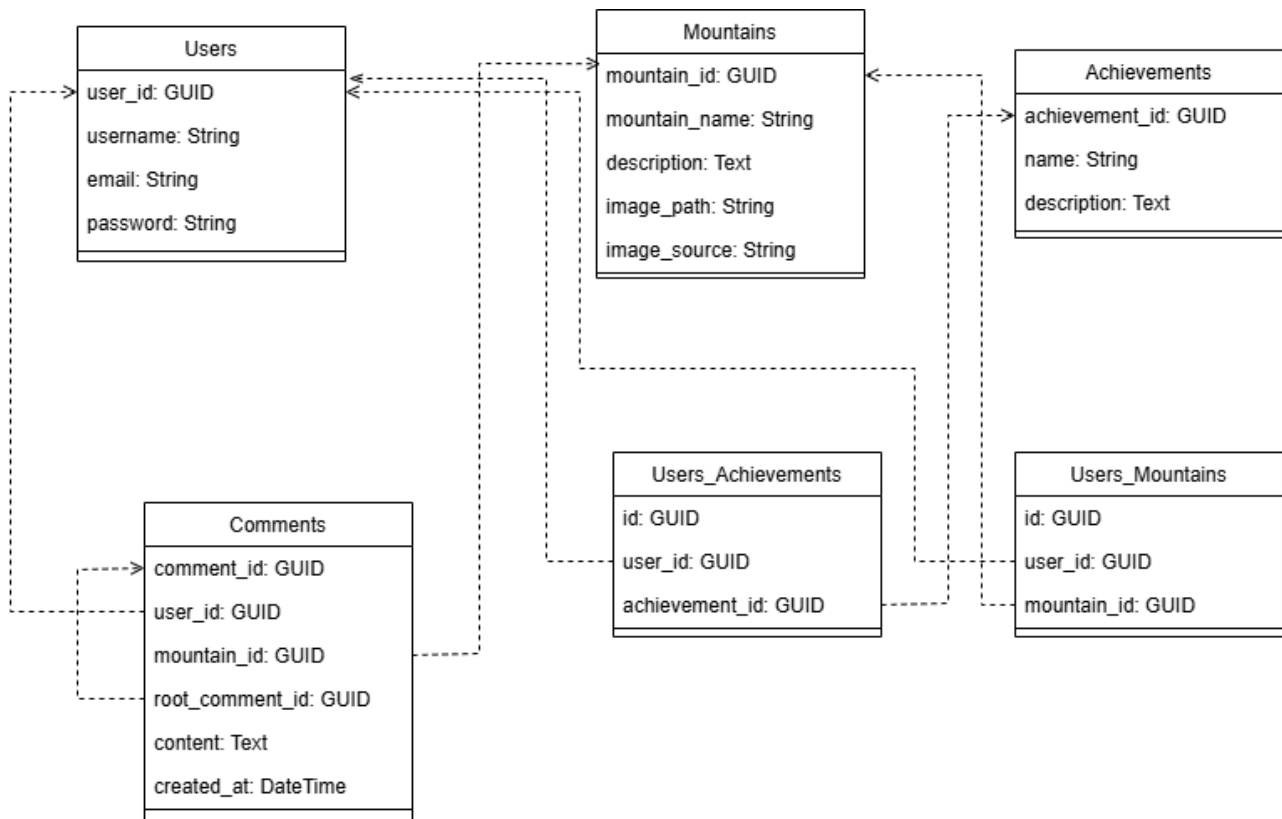 Users
user_id: GUID
username: String
email: String
password: String
Mountains
mountain_id: GUID
mountain_name: String
description: Text
image_path: String
image_source: String
Achievements
achievement_id: GUID
name: String
description: Text
Comments
comment_id: GUID
user_id: GUID
mountain_id: GUID
root_comment_id: GUID
content: Text
created_at: DateTime
Users_Achievements
id: GUID
user_id: GUID
achievement_id: GUID
Users_Mountains
id: GUID
user_id: GUID
mountain_id: GUID